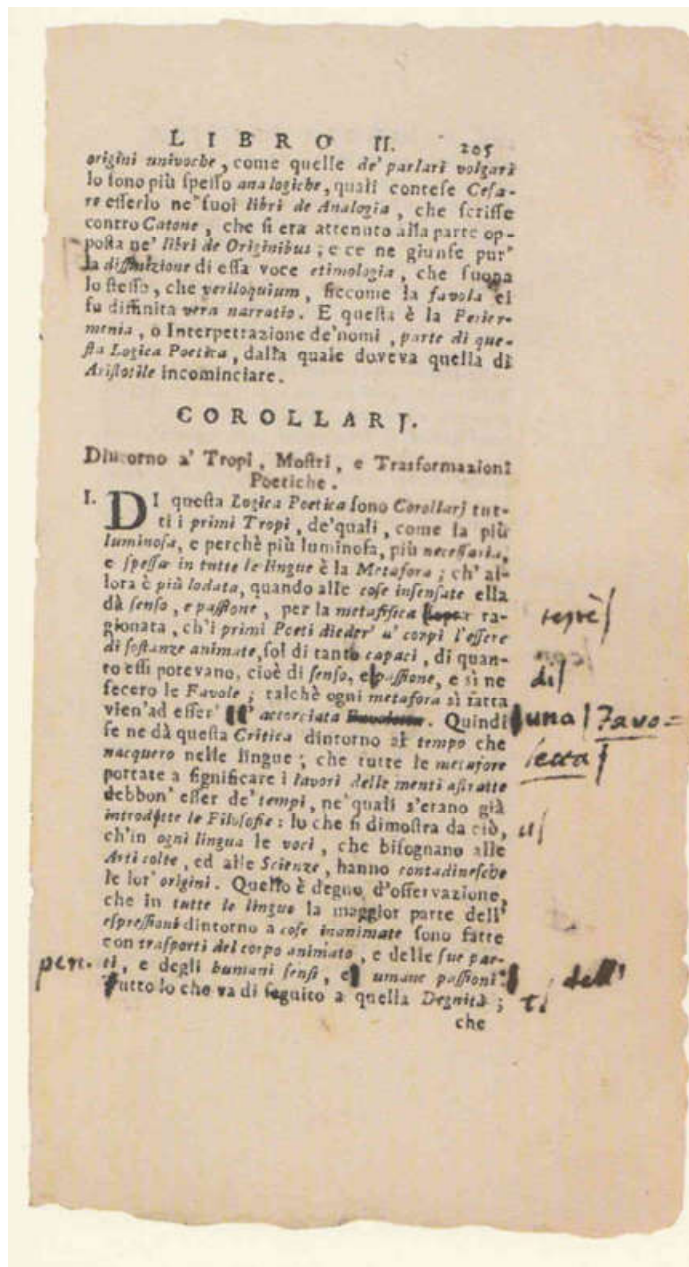 LIBRO II. 205
origini univoche, come quelle de' parlari volgari
lo sono più speſſo analogiche, quali conteſe Ceſa-
re eſſerlo ne' ſuoi libri de Analogia, che ſcriſſe
contro Catone, che ſi era attenuto alla parte op-
poſta ne' libri de Originibus; e ce ne giunſe pur'
la diffinizione di eſſa voce etimologia, che ſuona
lo ſteſſo, che veriloquium, ſiccome la favola ci
fu diffinita vera narratio. E queſta è la Perier-
menia, o Interpetrazione de'nomi, parte di que-
ſta Logica Poetica, dalla quale doveva quella di
Ariſtotile incominciare.
COROLLARJ.
Dintorno a' Tropi, Moſtri, e Trasformazioni
Poetiche.
I. DI queſta Logica Poetica ſono Corollarj tut-
ti i primi Tropi, de'quali, come la più
luminoſa, e perchè più luminoſa, più neceſſaria,
e ſpeſſa in tutte le lingue è la Metafora; ch' al-
lora è più lodata, quando alle coſe inſenſate ella
dà ſenſo, e paſſione, per la metafiſica ra-
gionata, ch'i primi Poeti dieder' a' corpi l'eſſere
di ſoſtanze animate, ſol di tanto capaci, di quan-
di
to eſſi potevano, cioè di ſenſo, e paſſione, e sì ne
fecero le Favole; talchè ogni metafora sì fatta
vien'ad eſſer' accorciata. Quindi
una Favo=
ſe ne dà queſta Critica dintorno al tempo che
nacquero nelle lingue; che tutte le metafore
letta
portate a ſignificare i lavori delle menti aſtratte
debbon' eſſer de' tempi, ne'quali s'erano già
introdotte le Filoſofie: lo che ſi dimoſtra da ciò,
ch'in ogni lingua le voci, che biſognano alle
Arti colte, ed alle Scienze, hanno contadineſche
le lor' origini. Quello è degno d'oſſervazione,
che in tutte le lingue la maggior parte dell'
eſpreſſioni dintorno a coſe inanimate ſono fatte
con traſporti del corpo animato, e delle ſue par-
ti, e degli humani ſenſi, e umane paſſioni.
dell'
Tutto lo che va di ſeguito a quella Degnità;
t
che